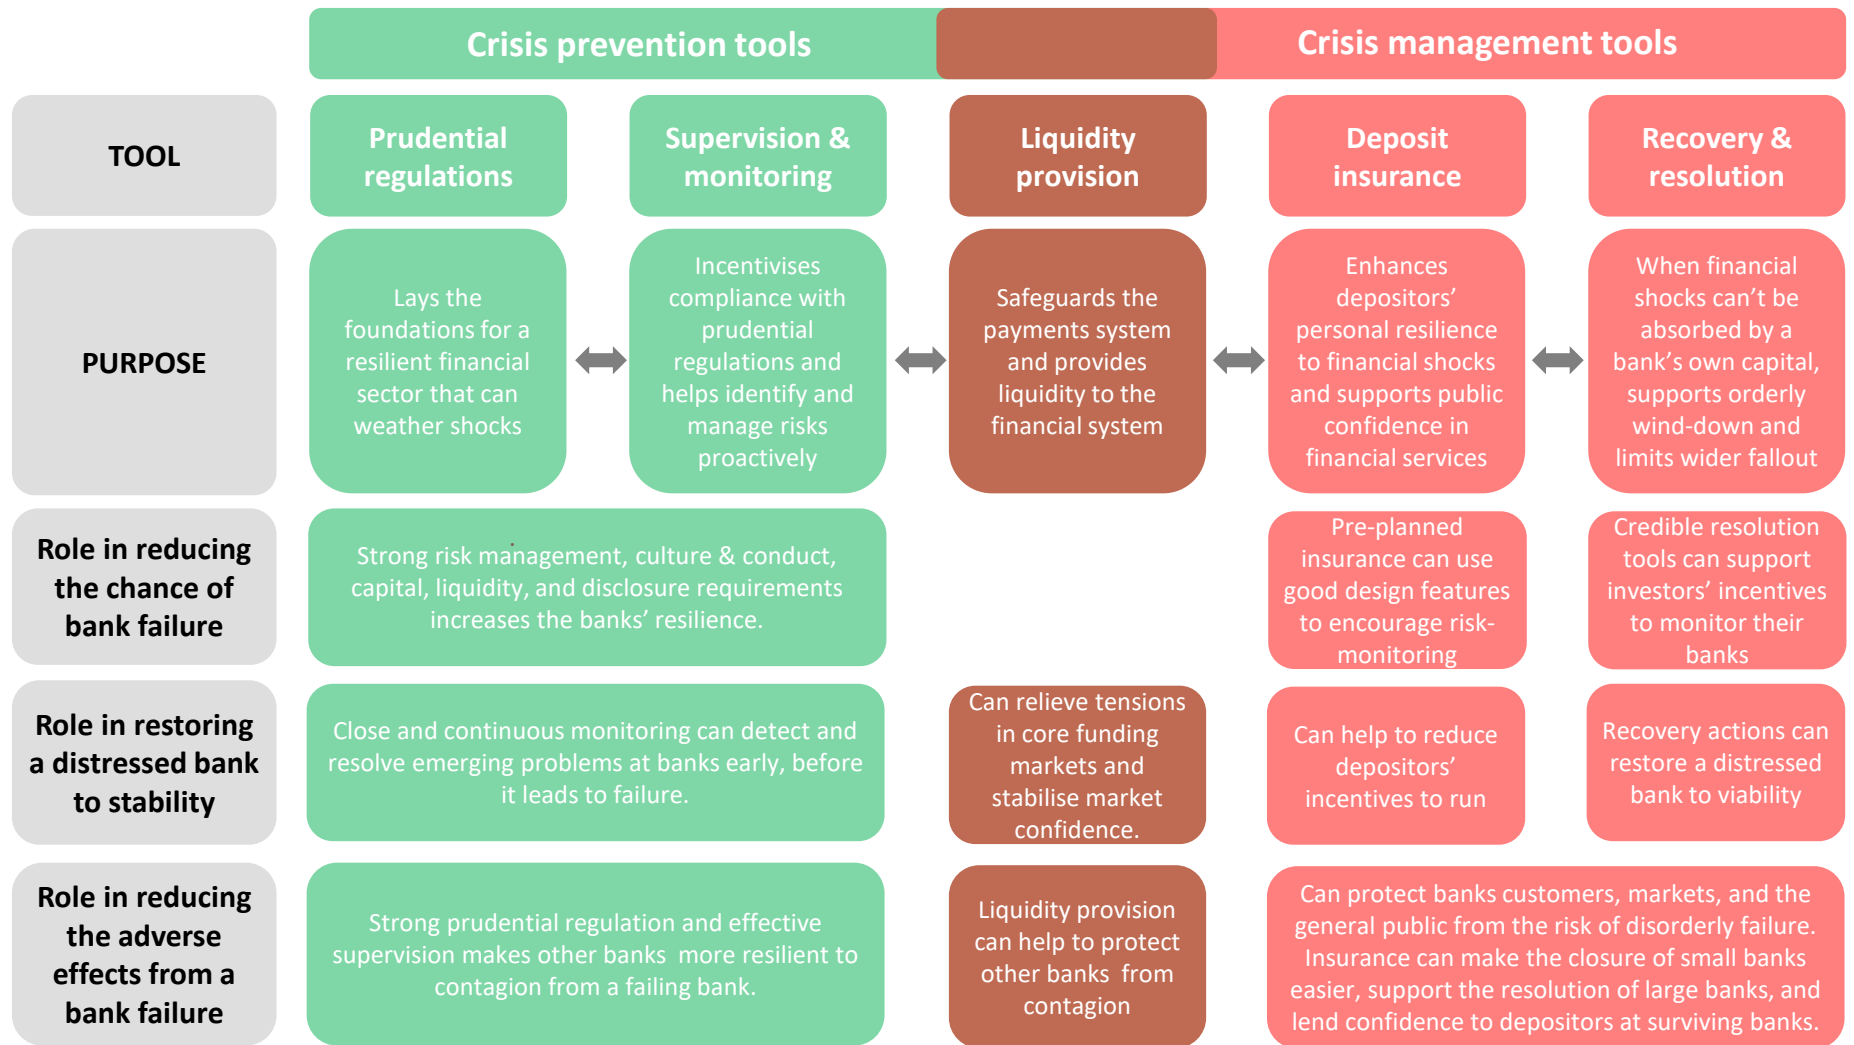 Crisis prevention tools
Crisis management tools
TOOL
Prudential
regulations
Supervision &
monitoring
Liquidity
provision
Deposit
insurance
Recovery &
resolution
PURPOSE
Lays the
foundations for a
resilient financial
sector that can
weather shocks
Incentivises
compliance with
prudential
regulations and
helps identify and
manage risks
proactively
Safeguards the
payments system
and provides
liquidity to the
financial system
Enhances
depositors’
personal resilience
to financial shocks
and supports public
confidence in
financial services
When financial
shocks can’t be
absorbed by a
bank’s own capital,
supports orderly
wind-down and
limits wider fallout
Role in reducing
the chance of
bank failure
Strong risk management, culture & conduct,
capital, liquidity, and disclosure requirements
increases the banks’ resilience.
Pre-planned
insurance can use
good design features
to encourage risk-
monitoring
Credible resolution
tools can support
investors’ incentives
to monitor their
banks
Role in restoring
a distressed bank
to stability
Close and continuous monitoring can detect and
resolve emerging problems at banks early, before
it leads to failure.
Can relieve tensions
in core funding
markets and
stabilise market
confidence.
Can help to reduce
depositors’
incentives to run
Recovery actions can
restore a distressed
bank to viability
Role in reducing
the adverse
effects from a
bank failure
Strong prudential regulation and effective
supervision makes other banks  more resilient to
contagion from a failing bank.
Liquidity provision
can help to protect
other banks  from
contagion
Can protect banks customers, markets, and the
general public from the risk of disorderly failure.
Insurance can make the closure of small banks
easier, support the resolution of large banks, and
lend confidence to depositors at surviving banks.